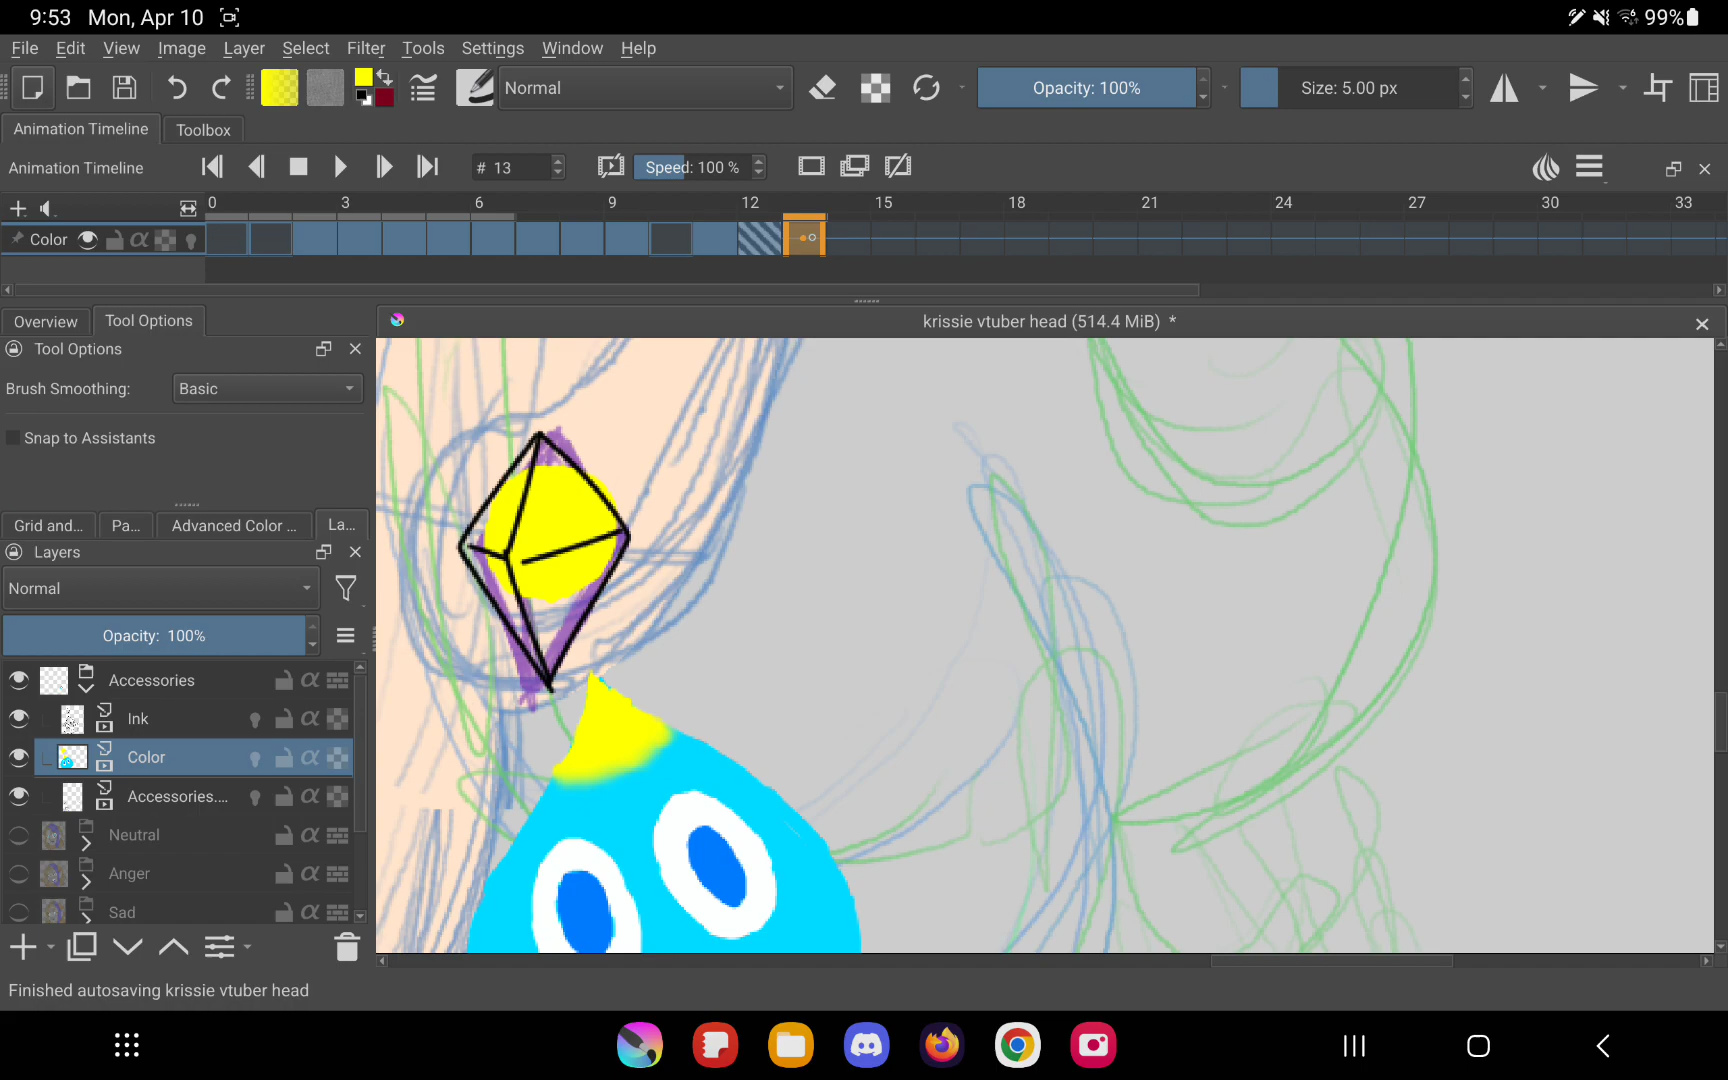 9:53 Mon, Apr 10 99%
File Edit View Image Layer Select Filter Tools Settings Window Help
Normal Opacity: 100% Size: 5.00 px
Animation Timeline Toolbox
Animation Timeline # 13 Speed: 100 %
0 3 6 9 12 15 18 21 24 27 30 33
Color
Overview Tool Options
krissie vtuber head (514.4 MiB) *
Tool Options
Brush Smoothing: Basic
Snap to Assistants
Grid and... Pa... Advanced Color ... La...
Layers
Normal
Opacity: 100%
Accessories
Ink
Color
Accessories....
Neutral
Anger
Sad
Finished autosaving krissie vtuber head